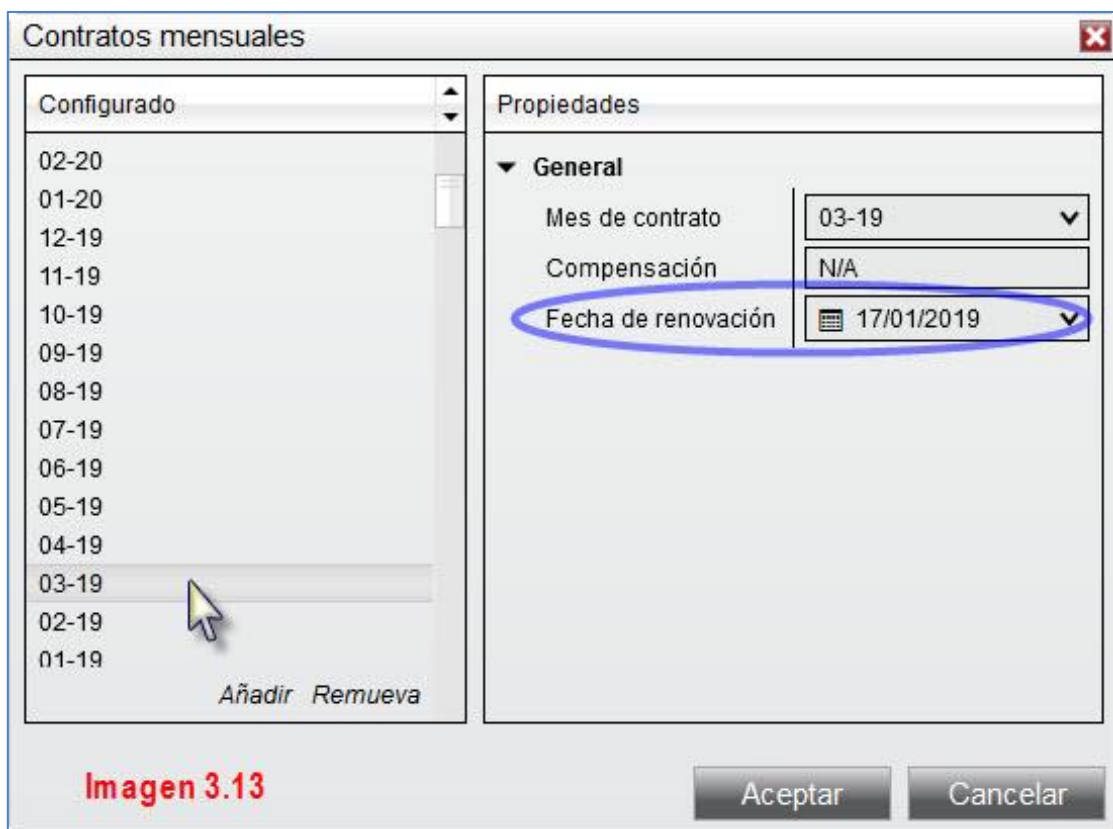 Contratos mensuales
Configurado
02-20
01-20
12-19
11-19
10-19
09-19
08-19
07-19
06-19
05-19
04-19
03-19
02-19
01-19
Añadir Remueva
Propiedades
General
Mes de contrato 03-19
Compensación N/A
Fecha de renovación 17/01/2019
Imagen 3.13
Aceptar Cancelar